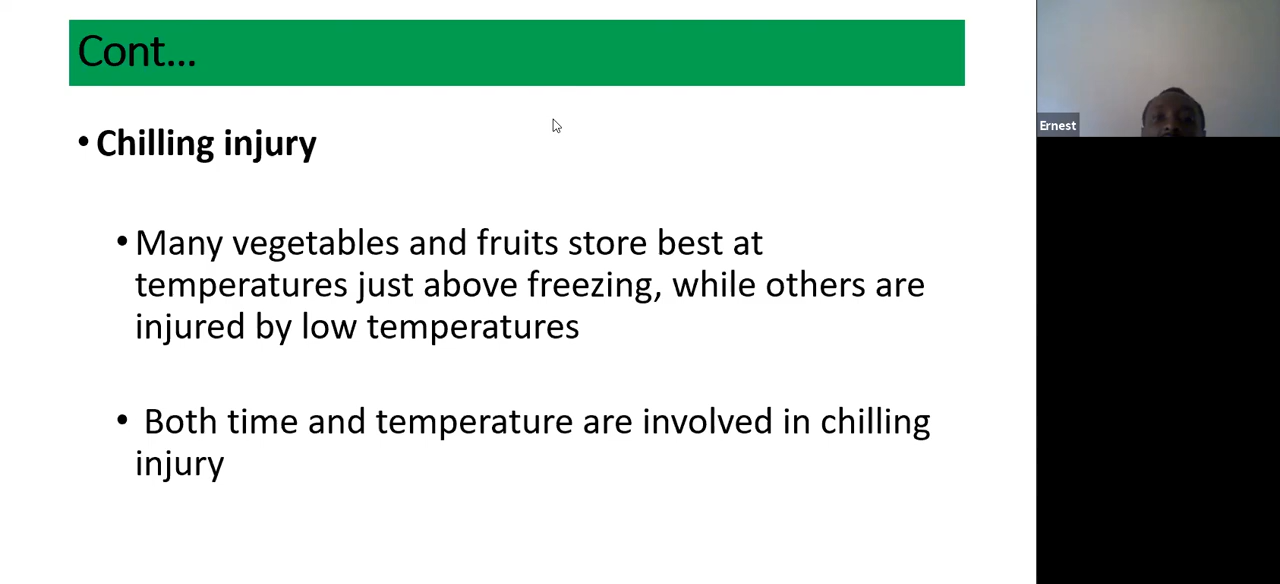 Cont...
• Chilling injury
• Many vegetables and fruits store best at
temperatures just above freezing, while others are
injured by low temperatures
• Both time and temperature are involved in chilling
injury
Ernest